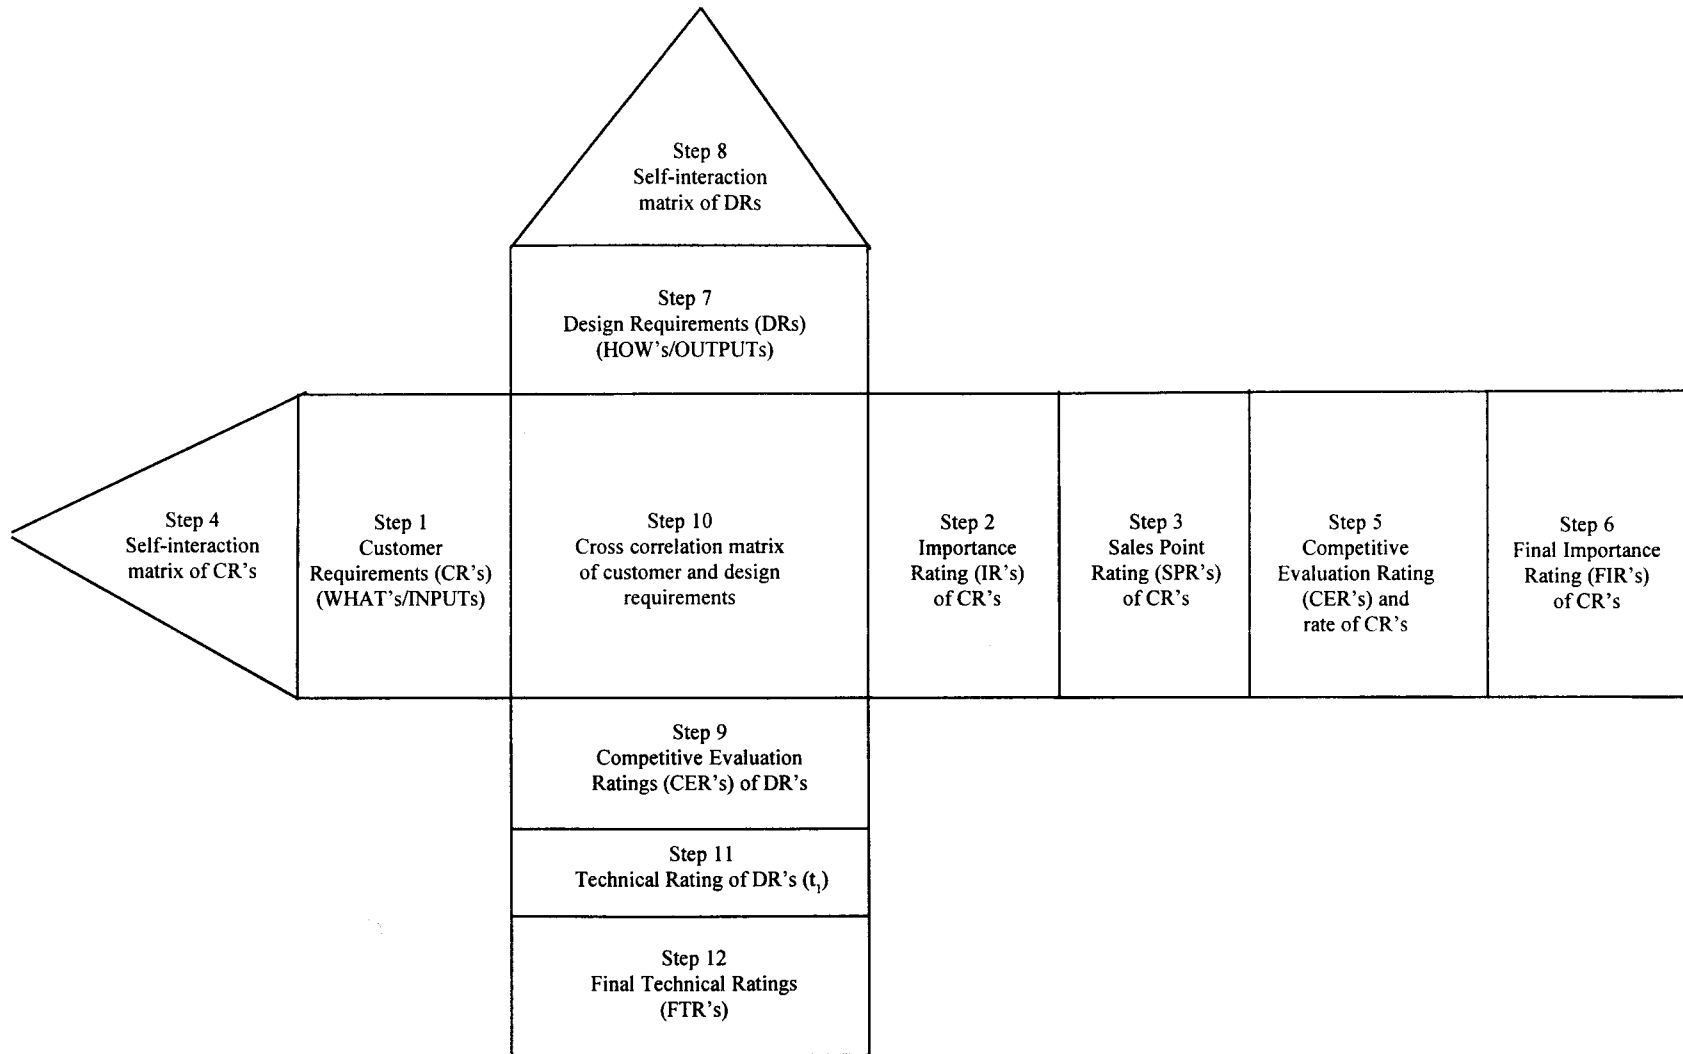 Step 8
Self-interaction
matrix of DRs
Step 7
Design Requirements (DRs)
(HOW's/OUTPUTs)
Step 4
Self-interaction
matrix of CR's
Step 1
Customer
Requirements (CR's)
(WHAT's/INPUTs)
Step 10
Cross correlation matrix
of customer and design
requirements
Step 2
Importance
Rating (IR's)
of CR's
Step 3
Sales Point
Rating (SPR's)
of CR's
Step 5
Competitive
Evaluation Rating
(CER's) and
rate of CR's
Step 6
Final Importance
Rating (FIR's)
of CR's
Step 9
Competitive Evaluation
Ratings (CER's) of DR's
Step 11
Technical Rating of DR's (t₁)
Step 12
Final Technical Ratings
(FTR's)